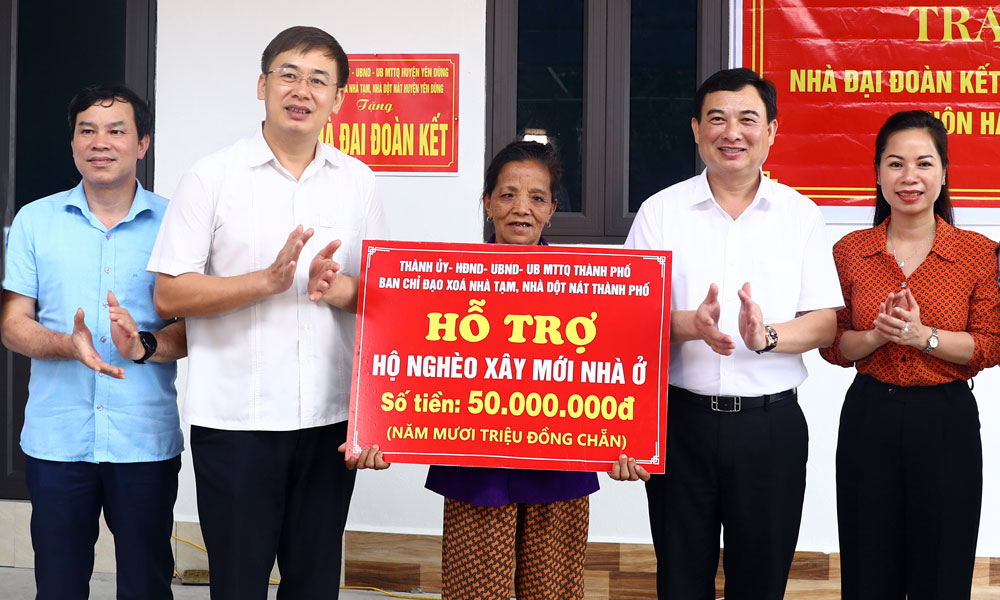 - UBND - UB MTTQ HUYỆN YÊN DŨNG
NHÀ TẠM, NHÀ DỘT NÁT HUYỆN YÊN DŨNG
Tặng
ĐẠI ĐOÀN KẾT
TRA
NHÀ ĐẠI ĐOÀN KẾT
HÔN HA
THÀNH ỦY- HĐND- UBND- UB MTTQ THÀNH PHỐ
BAN CHỈ ĐẠO XOÁ NHÀ TẠM, NHÀ DỘT NÁT THÀNH PHỐ
HỖ TRỢ
HỘ NGHÈO XÂY MỚI NHÀ Ở
Số tiền: 50.000.000đ
(NĂM MƯƠI TRIỆU ĐỒNG CHẴN)